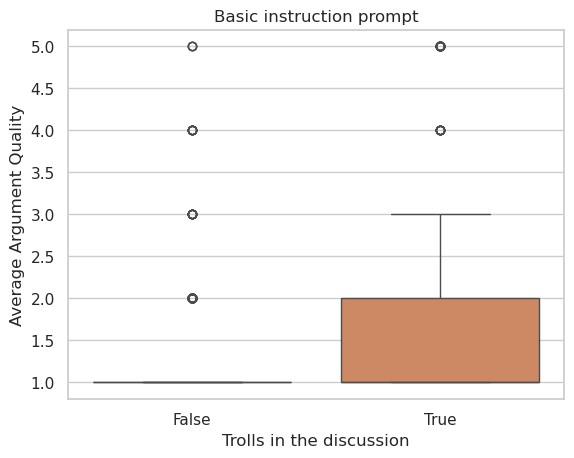 Basic instruction prompt
Average Argument Quality
5.0
4.5
4.0
3.5
3.0
2.5
2.0
1.5
1.0
False
True
Trolls in the discussion